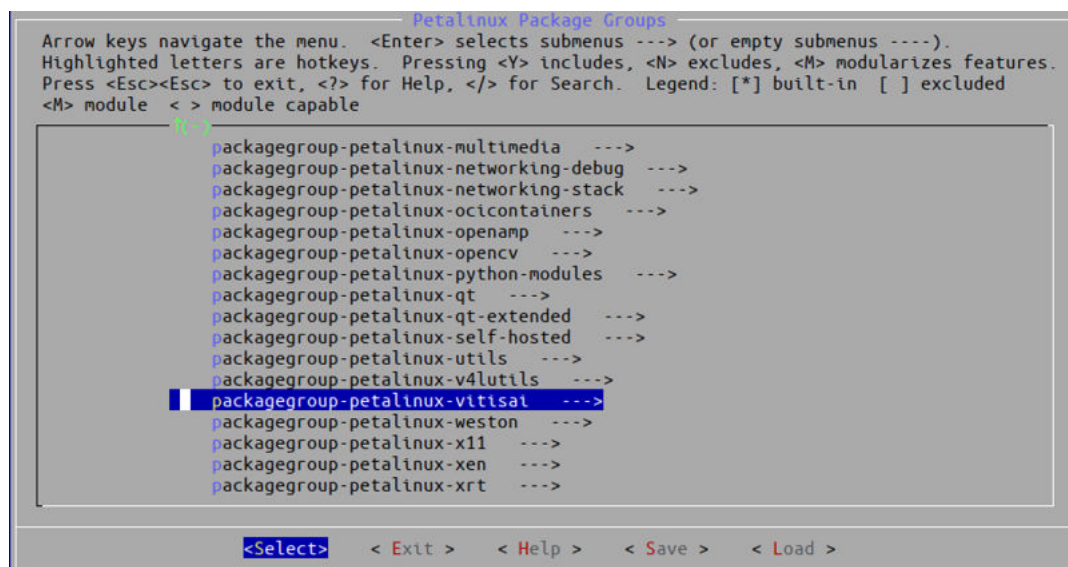 Petalinux Package Groups
Arrow keys navigate the menu.  <Enter> selects submenus ---> (or empty submenus ----).
Highlighted letters are hotkeys.  Pressing <Y> includes, <N> excludes, <M> modularizes features.
Press <Esc><Esc> to exit, <?> for Help, </> for Search.  Legend: [*] built-in  [ ] excluded
<M> module  < > module capable
↑(-)
packagegroup-petalinux-multimedia  --->
packagegroup-petalinux-networking-debug  --->
packagegroup-petalinux-networking-stack  --->
packagegroup-petalinux-ocicontainers  --->
packagegroup-petalinux-openamp  --->
packagegroup-petalinux-opencv  --->
packagegroup-petalinux-python-modules  --->
packagegroup-petalinux-qt  --->
packagegroup-petalinux-qt-extended  --->
packagegroup-petalinux-self-hosted  --->
packagegroup-petalinux-utils  --->
packagegroup-petalinux-v4lutils  --->
packagegroup-petalinux-vitisai  --->
packagegroup-petalinux-weston  --->
packagegroup-petalinux-x11  --->
packagegroup-petalinux-xen  --->
packagegroup-petalinux-xrt  --->
<Select>    < Exit >    < Help >    < Save >    < Load >